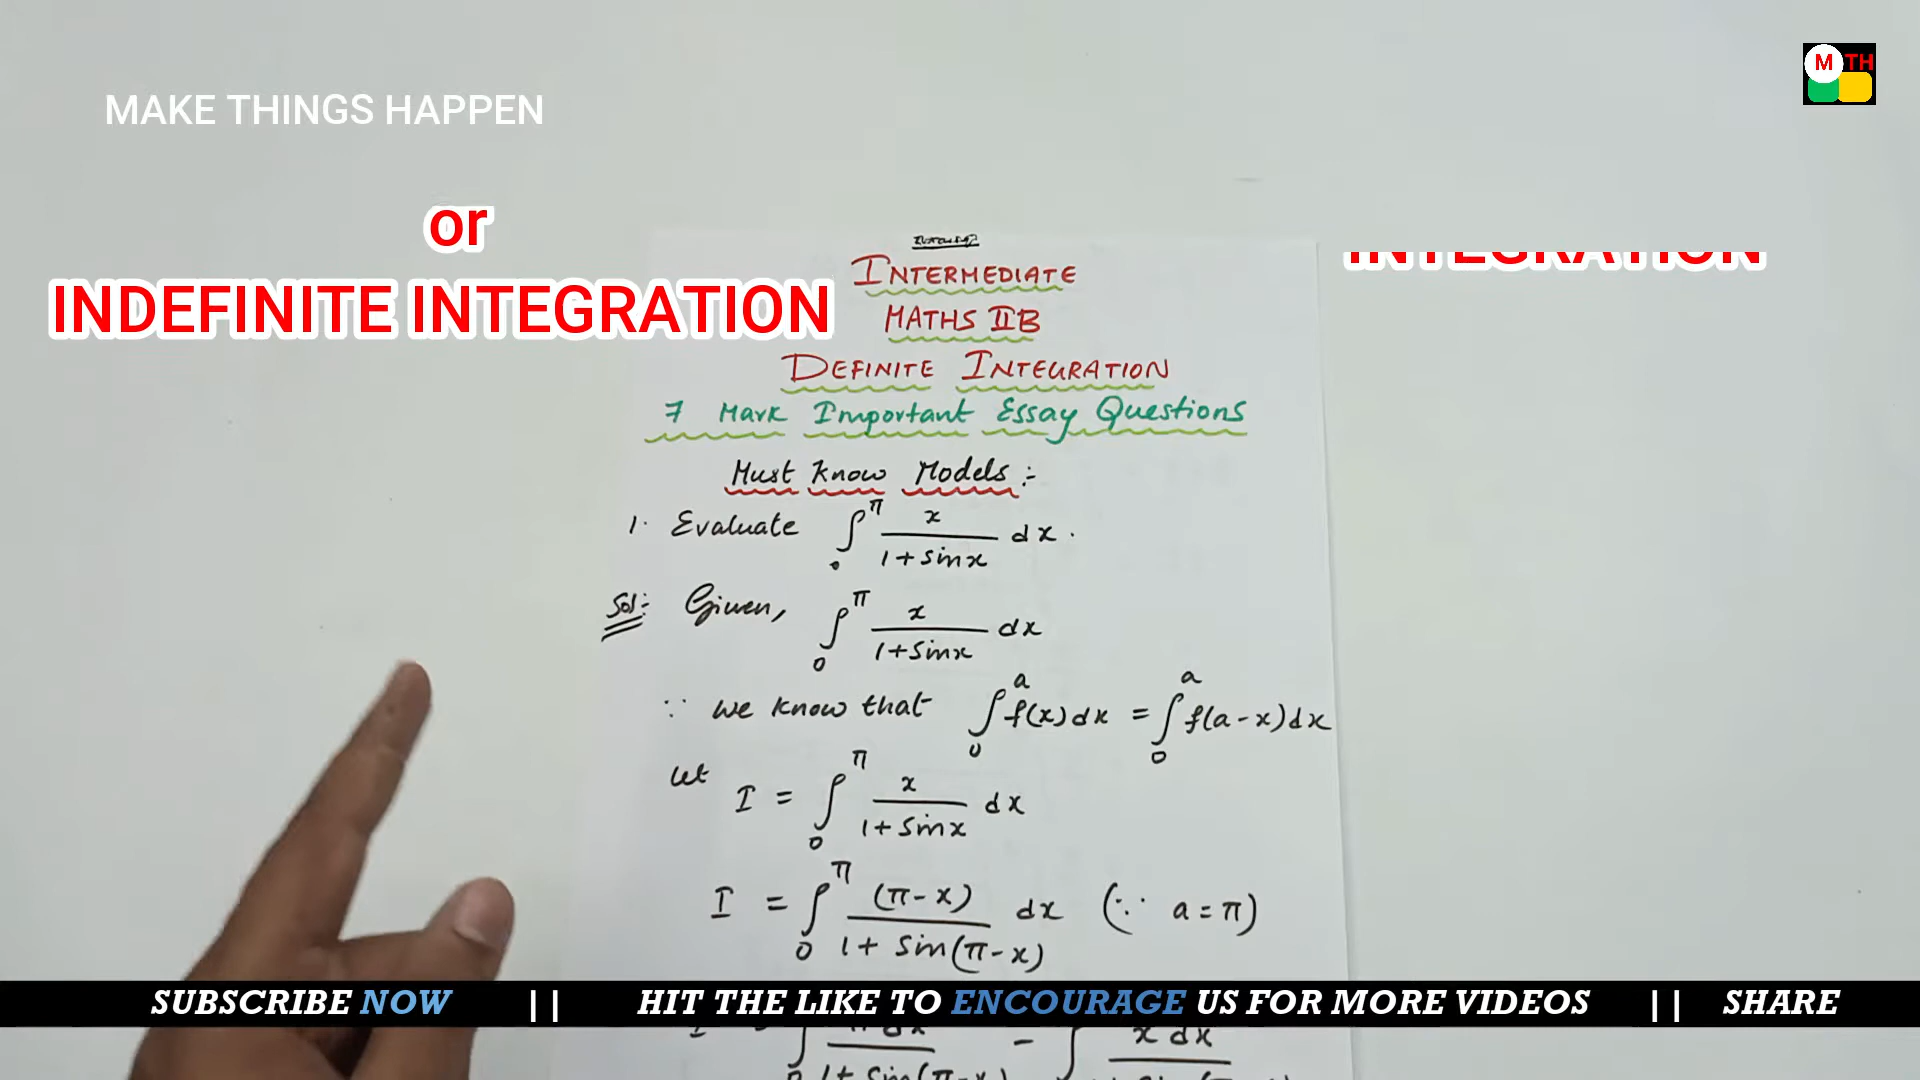 MAKE THINGS HAPPEN
M TH
or
INDEFINITE INTEGRATION
INTEGRATION
INTERMEDIATE
MATHS IIB
DEFINITE INTEGRATION
7 Mark Important Essay Questions
Must Know Models :-
1. Evaluate ∫₀^π x/(1+sinx) dx.
Sol:- Given, ∫₀^π x/(1+sinx) dx
∵ we know that ∫₀^a f(x)dx = ∫₀^a f(a-x)dx
let I = ∫₀^π x/(1+sinx) dx
I = ∫₀^π (π-x)/(1+sin(π-x)) dx (∵ a=π)
SUBSCRIBE NOW || HIT THE LIKE TO ENCOURAGE US FOR MORE VIDEOS || SHARE